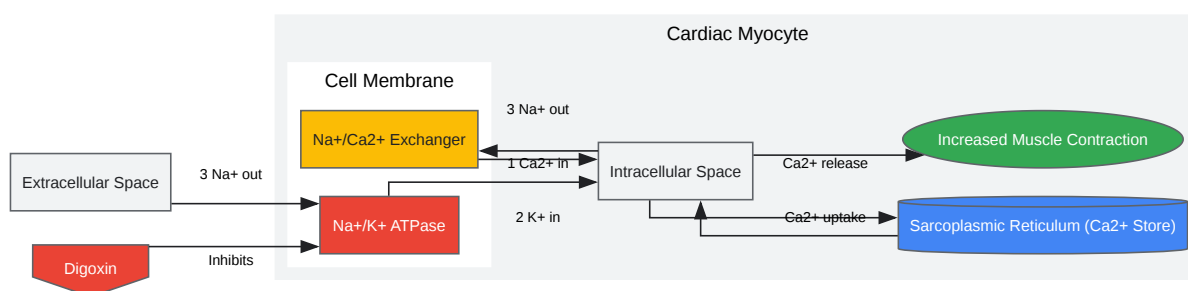 Cardiac Myocyte
Cell Membrane
3 Na+ out
Na+/Ca2+ Exchanger
Increased Muscle Contraction
1 Ca2+ in
Ca2+ release
Intracellular Space
3 Na+ out
Extracellular Space
2 K+ in
Ca2+ uptake
Na+/K+ ATPase
Sarcoplasmic Reticulum (Ca2+ Store)
Inhibits
Digoxin